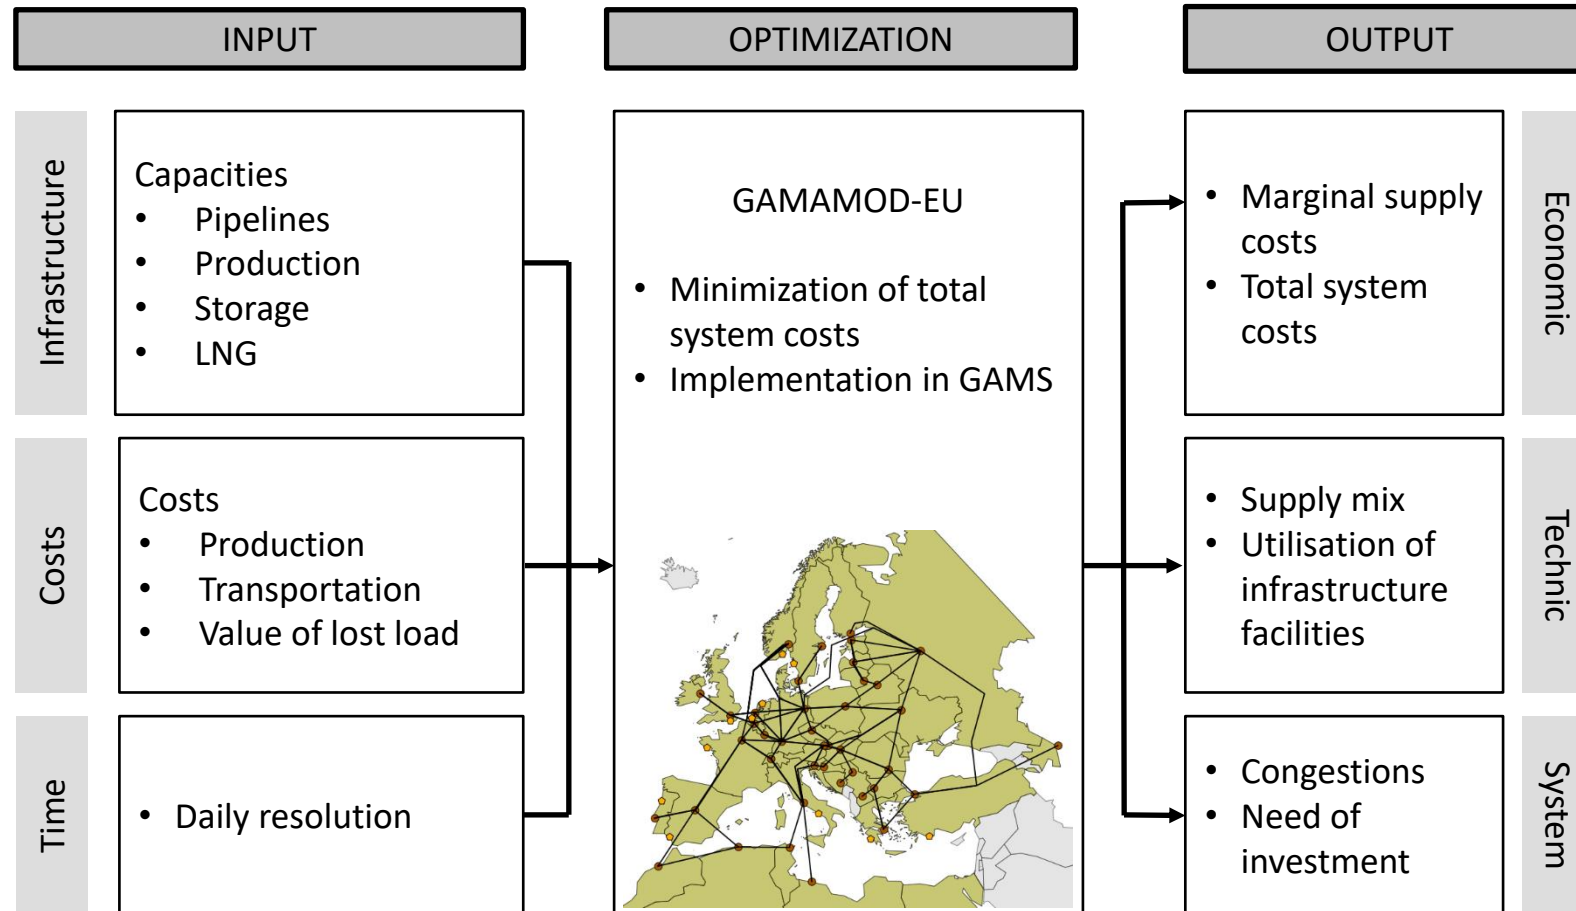 INPUT
OPTIMIZATION
OUTPUT
Infrastructure
Capacities
• Pipelines
• Production
• Storage
• LNG
Costs
Costs
• Production
• Transportation
• Value of lost load
Time
• Daily resolution
GAMAMOD-EU
• Minimization of total
system costs
• Implementation in GAMS
• Marginal supply
costs
• Total system
costs
Economic
• Supply mix
• Utilisation of
infrastructure
facilities
Technic
• Congestions
• Need of
investment
System